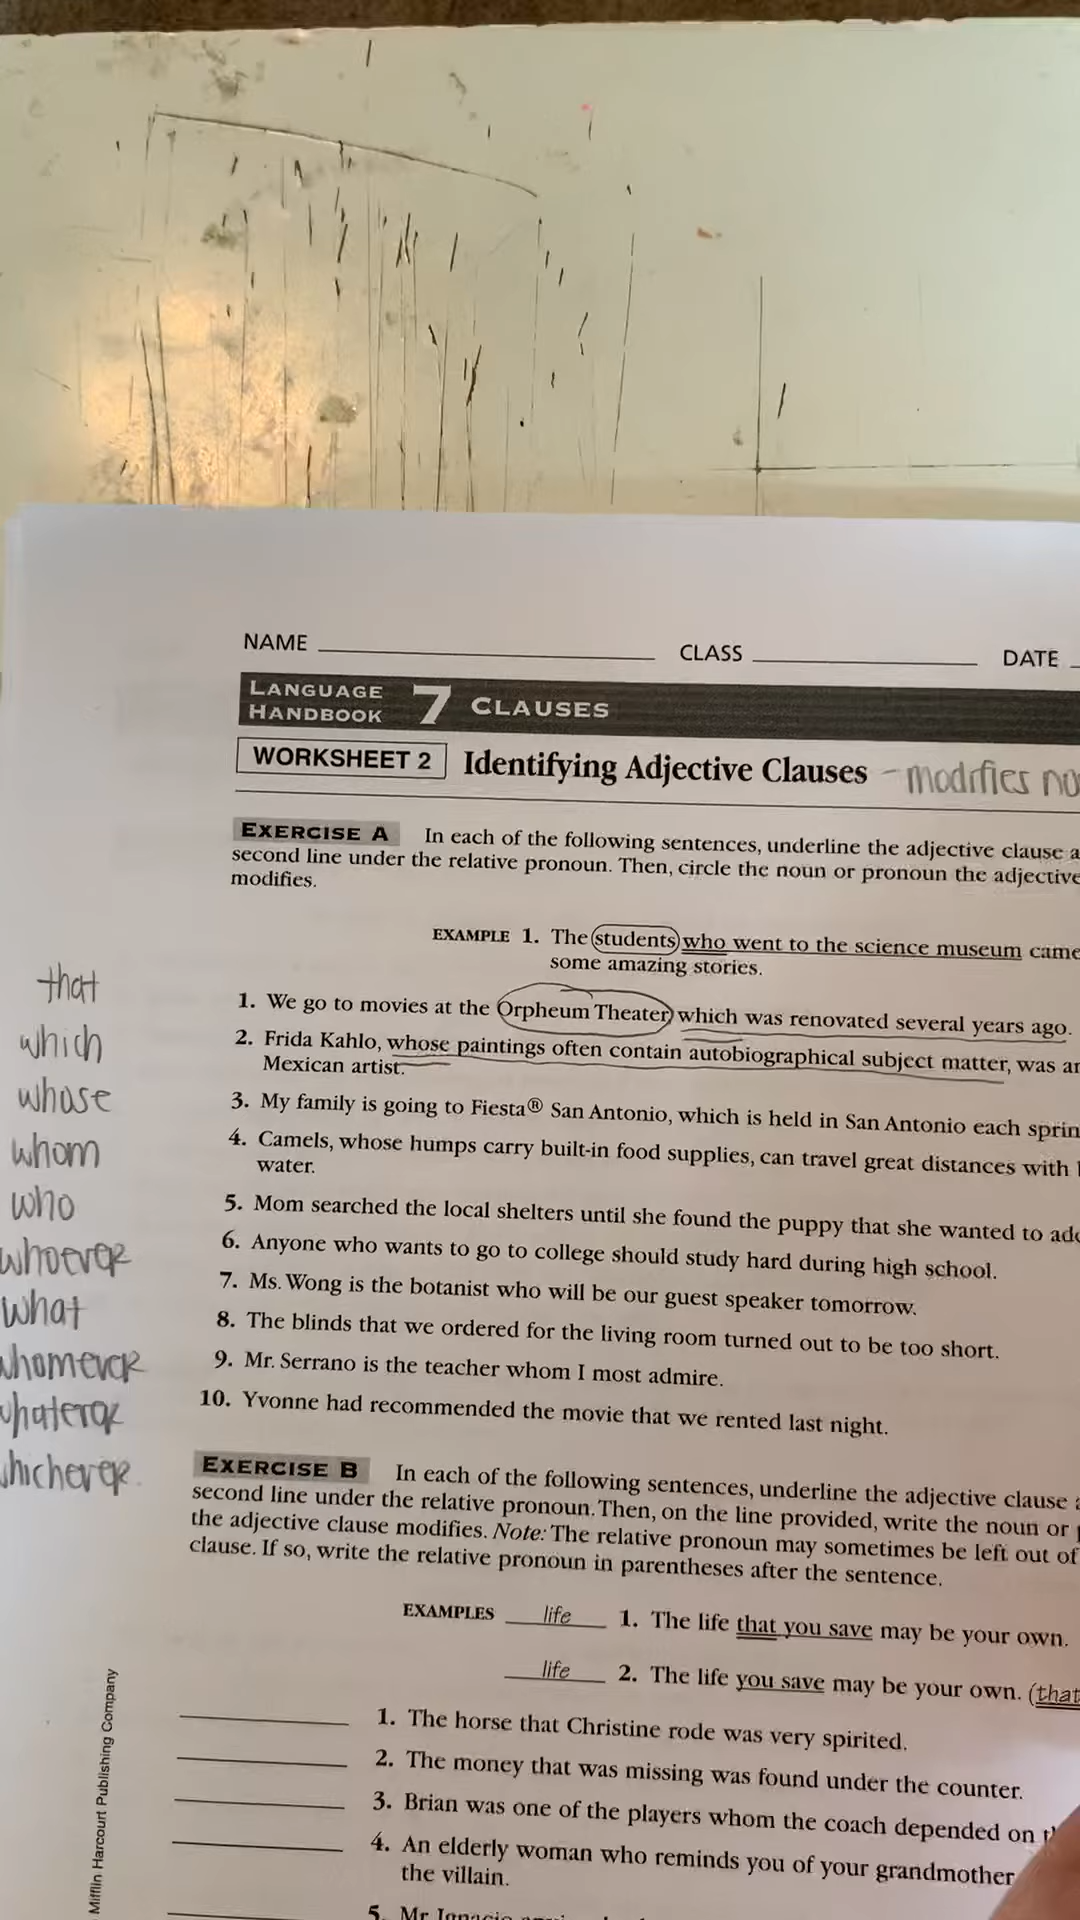 NAME CLASS DATE
LANGUAGE HANDBOOK 7 CLAUSES
WORKSHEET 2 Identifying Adjective Clauses - modifies
EXERCISE A In each of the following sentences, underline the adjective clause
second line under the relative pronoun. Then, circle the noun or pronoun the adjective
modifies.
EXAMPLE 1. The students who went to the science museum came
some amazing stories.
that
which
whose
whom
who
whoever
what
1. We go to movies at the Orpheum Theater, which was renovated several years ago.
2. Frida Kahlo, whose paintings often contain autobiographical subject matter, was
Mexican artist.
3. My family is going to Fiesta® San Antonio, which is held in San Antonio each
4. Camels, whose humps carry built-in food supplies, can travel great distances with
water.
5. Mom searched the local shelters until she found the puppy that she wanted to
6. Anyone who wants to go to college should study hard during high school.
7. Ms. Wong is the botanist who will be our guest speaker tomorrow.
8. The blinds that we ordered for the living room turned out to be too short.
9. Mr. Serrano is the teacher whom I most admire.
10. Yvonne had recommended the movie that we rented last night.
EXERCISE B In each of the following sentences, underline the adjective clause
second line under the relative pronoun. Then, on the line provided, write the noun or
the adjective clause modifies. Note: The relative pronoun may sometimes be left out of
clause. If so, write the relative pronoun in parentheses after the sentence.
EXAMPLES life 1. The life that you save may be your own.
life 2. The life you save may be your own. (that
1. The horse that Christine rode was very spirited.
2. The money that was missing was found under the counter.
3. Brian was one of the players whom the coach depended on
4. An elderly woman who reminds you of your grandmother
the villain.
5. Mr.
Mifflin Harcourt Publishing Company